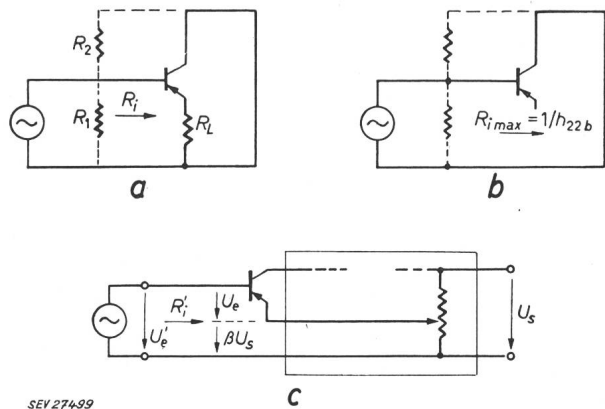 R2
R1
Ri
RL
a
Ri max = 1/h22b
b
U'e
R'i
Ue
βUs
Us
c
SEV 27499